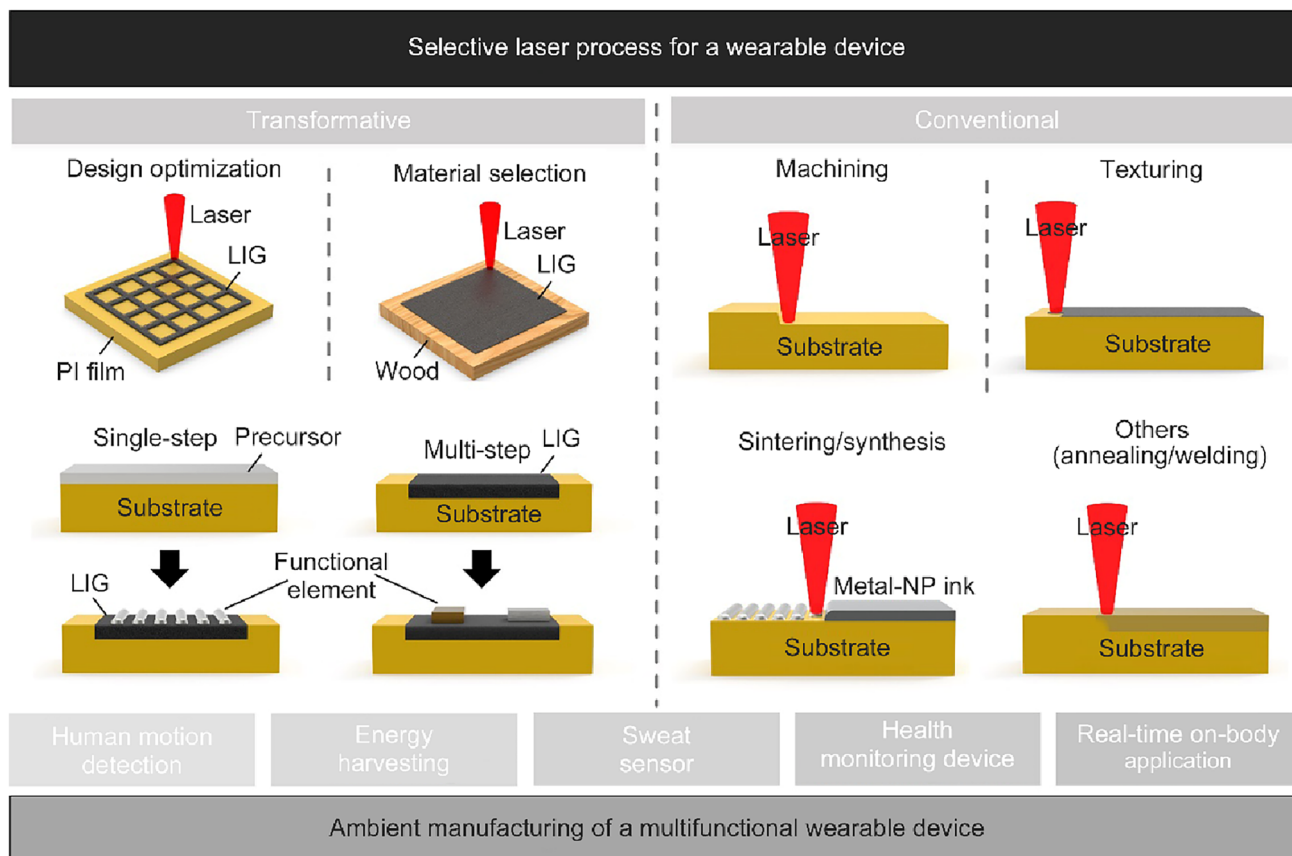 Selective laser process for a wearable device
Transformative
Conventional
Design optimization
Laser
LIG
PI film
Material selection
Laser
LIG
Wood
Machining
Laser
Substrate
Texturing
Laser
Substrate
Single-step
Precursor
Substrate
Multi-step
LIG
Substrate
LIG
Functional
element
Sintering/synthesis
Laser
Metal-NP ink
Substrate
Others
(annealing/welding)
Laser
Substrate
Human motion
detection
Energy
harvesting
Sweat
sensor
Health
monitoring device
Real-time on-body
application
Ambient manufacturing of a multifunctional wearable device